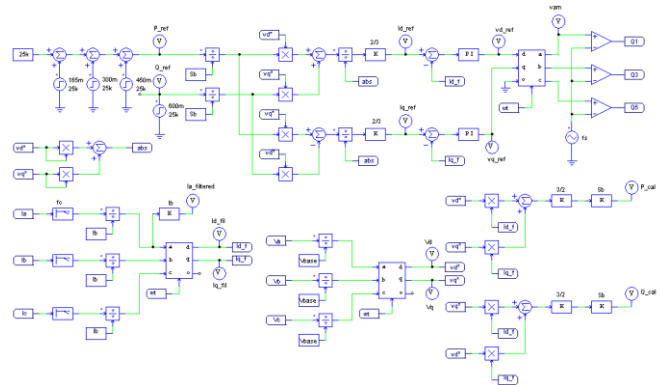 vam
P_ref
vd"
2/3
Id_ref
vd_ref
Q1
25k
K
PI
d
a
q
b
o
c
Q3
Q5
165m
25k
300m
25k
450m
25k
Q_ref
Sb
abs
Id_f
600m
25k
Sb
vq"
vq"
2/3
Iq_ref
K
PI
wt
fs
vd"
abs
Iq_f
vq_ref
vd"
vq"
abs
Ia_filtered
Ib
K
fc
Ia
Ib
Ib
Ib
Ic
Ib
a
d
b
q
c
o
wt
Id_fil
Id_f
Iq_f
Iq_fil
Va
Vbase
Vb
Vbase
Vc
Vbase
a
d
b
q
c
o
wt
Vd
vd"
vq"
Vq
vd"
Id_f
vq"
Iq_f
3/2
K
Sb
K
P_cal
vq"
Id_f
vd"
Iq_f
3/2
K
Sb
K
Q_cal